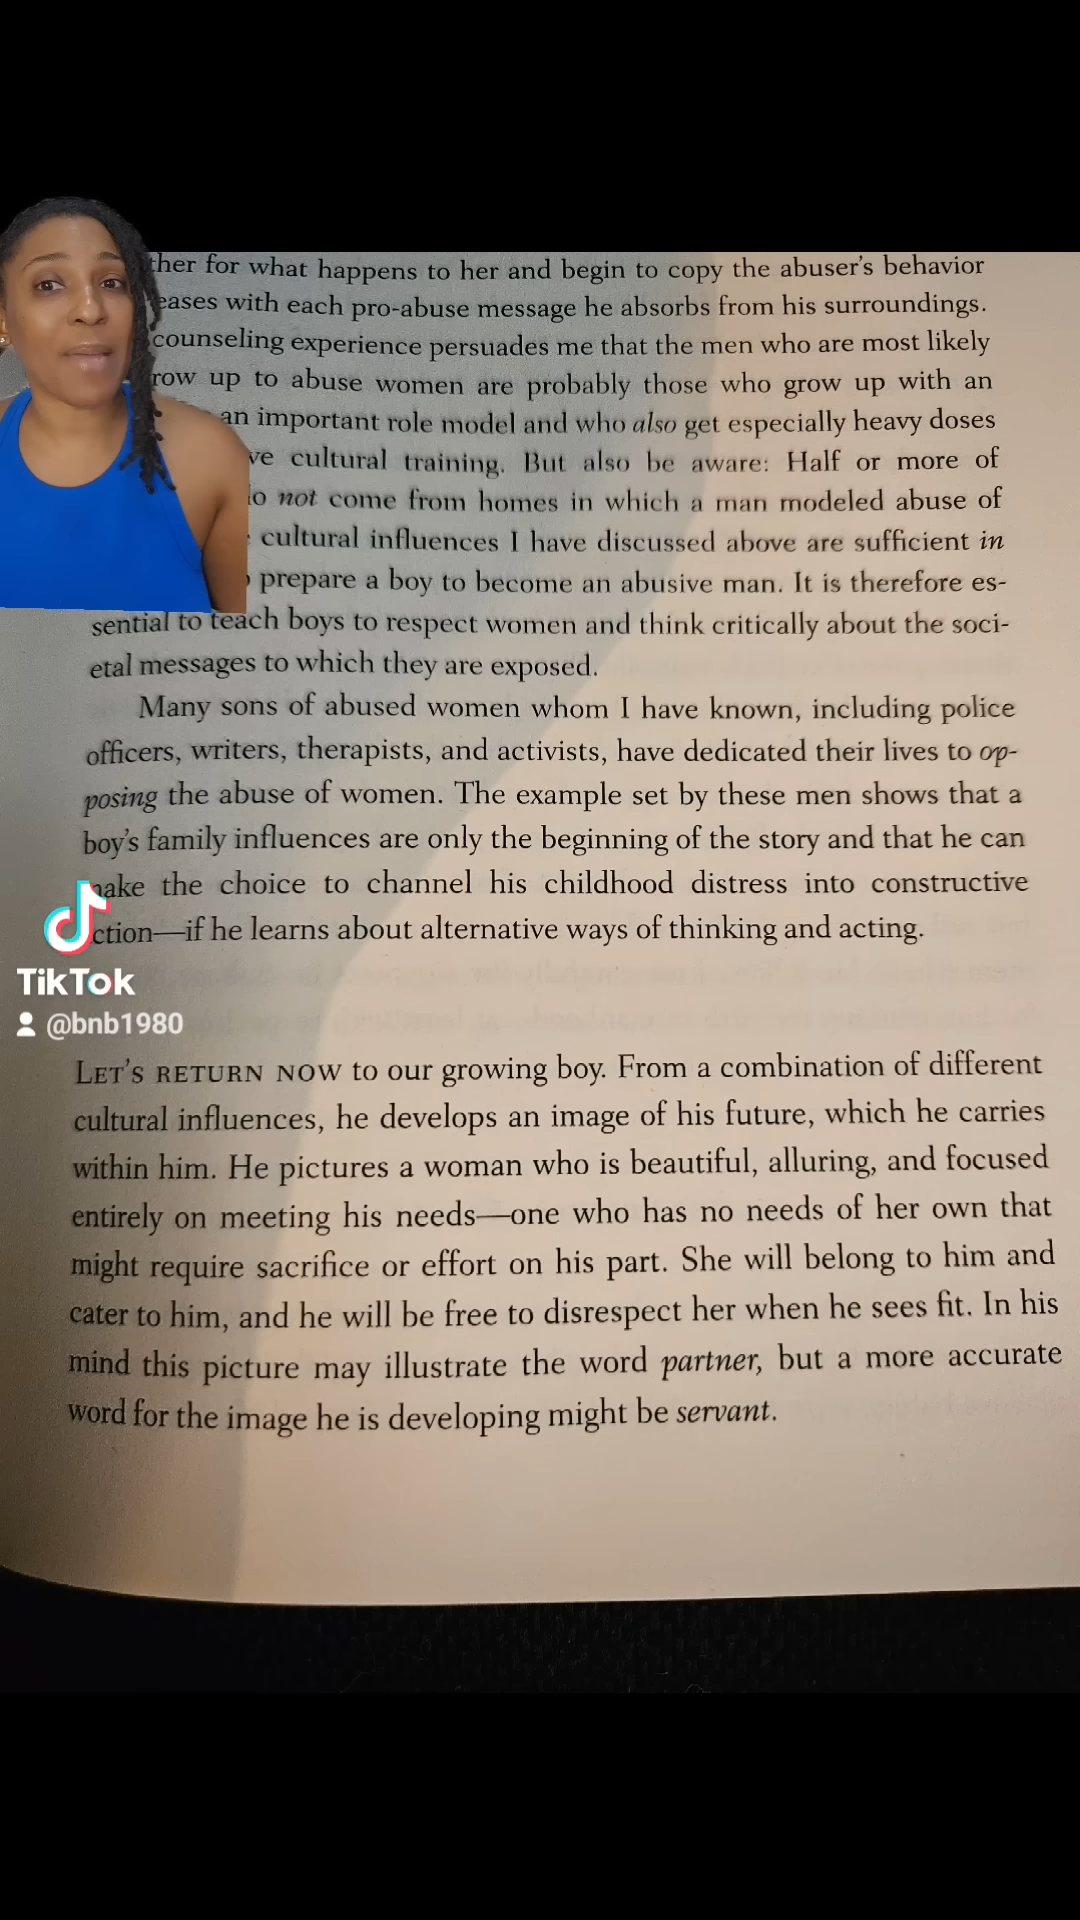 ther for what happens to her and begin to copy the abuser's behavior
eases with each pro-abuse message he absorbs from his surroundings.
counseling experience persuades me that the men who are most likely
row up to abuse women are probably those who grow up with an
an important role model and who also get especially heavy doses
ve cultural training. But also be aware: Half or more of
not come from homes in which a man modeled abuse of
cultural influences I have discussed above are sufficient in
prepare a boy to become an abusive man. It is therefore es-
sential to teach boys to respect women and think critically about the soci-
etal messages to which they are exposed.
Many sons of abused women whom I have known, including police
officers, writers, therapists, and activists, have dedicated their lives to op-
posing the abuse of women. The example set by these men shows that a
boy's family influences are only the beginning of the story and that he can
ake the choice to channel his childhood distress into constructive
ction—if he learns about alternative ways of thinking and acting.
TikTok
@bnb1980
LET'S RETURN NOW to our growing boy. From a combination of different
cultural influences, he develops an image of his future, which he carries
within him. He pictures a woman who is beautiful, alluring, and focused
entirely on meeting his needs—one who has no needs of her own that
might require sacrifice or effort on his part. She will belong to him and
cater to him, and he will be free to disrespect her when he sees fit. In his
mind this picture may illustrate the word partner, but a more accurate
word for the image he is developing might be servant.